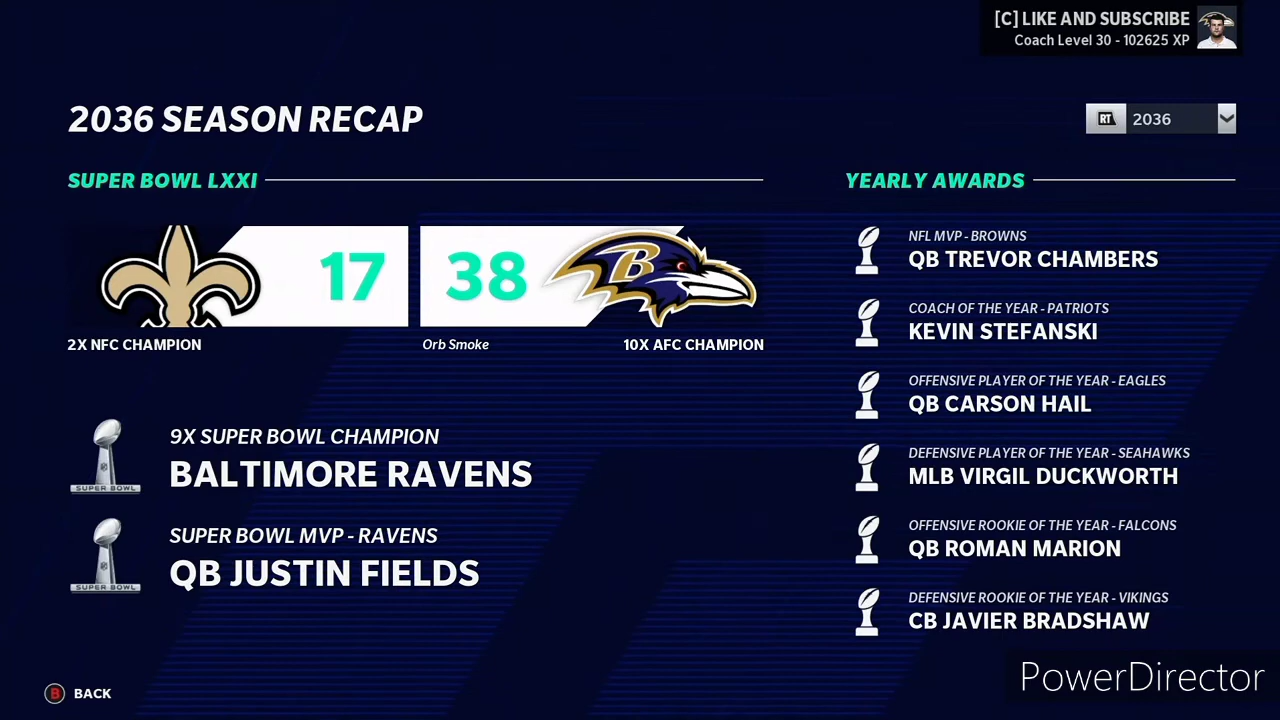 [C] LIKE AND SUBSCRIBE
Coach Level 30 - 102625 XP
2036 SEASON RECAP
RT 2036
SUPER BOWL LXXI
17 38 B
2X NFC CHAMPION Orb Smoke 10X AFC CHAMPION
9X SUPER BOWL CHAMPION
BALTIMORE RAVENS
SUPER BOWL
SUPER BOWL MVP - RAVENS
QB JUSTIN FIELDS
SUPER BOWL
YEARLY AWARDS
NFL MVP - BROWNS
QB TREVOR CHAMBERS
COACH OF THE YEAR - PATRIOTS
KEVIN STEFANSKI
OFFENSIVE PLAYER OF THE YEAR - EAGLES
QB CARSON HAIL
DEFENSIVE PLAYER OF THE YEAR - SEAHAWKS
MLB VIRGIL DUCKWORTH
OFFENSIVE ROOKIE OF THE YEAR - FALCONS
QB ROMAN MARION
DEFENSIVE ROOKIE OF THE YEAR - VIKINGS
CB JAVIER BRADSHAW
B BACK
PowerDirector